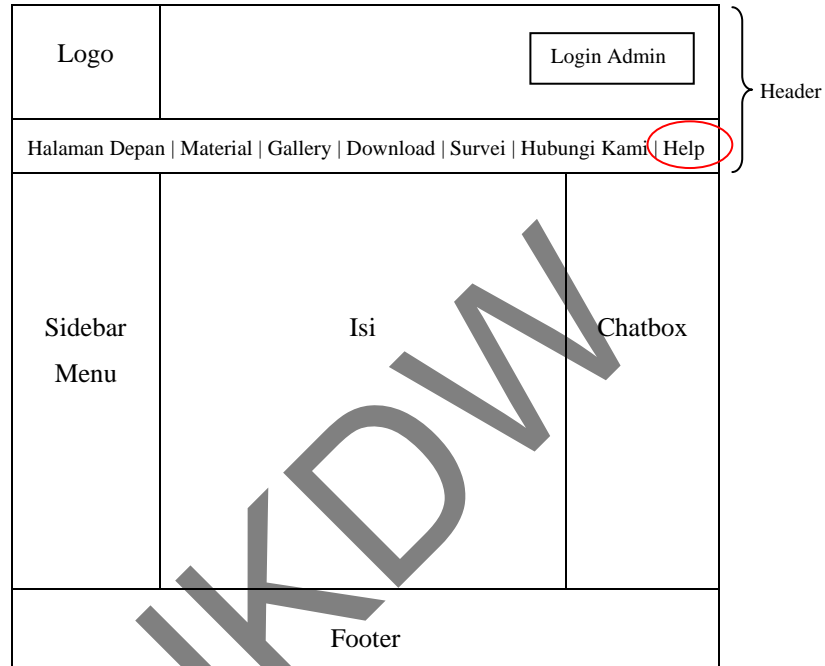 Logo
Login Admin
Header
Halaman Depan | Material | Gallery | Download | Survei | Hubungi Kami | Help
Sidebar
Menu
Isi
Chatbox
Footer